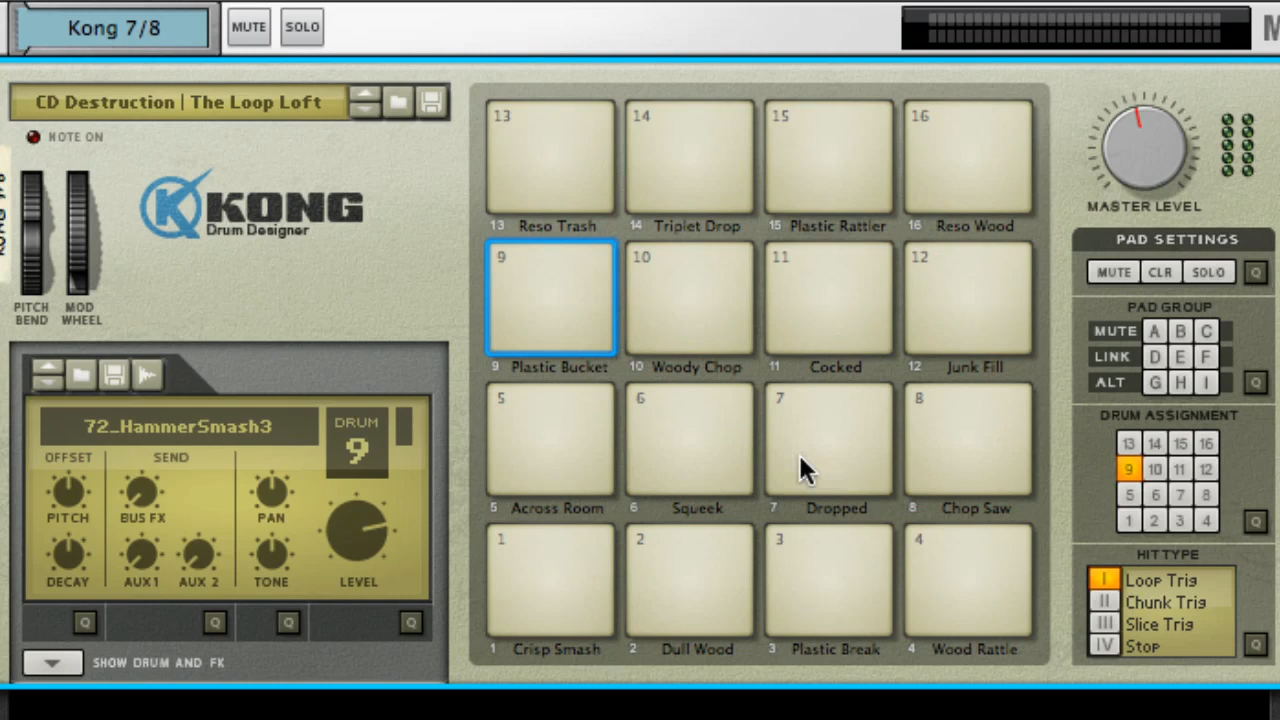 Kong 7/8
MUTE
SOLO
M
CD Destruction | The Loop Loft
NOTE ON
KONG
Drum Designer
PITCH BEND
MOD WHEEL
72_HammerSmash3
DRUM
9
OFFSET
SEND
PITCH
BUS FX
PAN
DECAY
AUX1
AUX 2
TONE
LEVEL
Q
Q
Q
Q
SHOW DRUM AND FX
13
14
15
16
13 Reso Trash
14 Triplet Drop
15 Plastic Rattler
16 Reso Wood
9
10
11
12
9 Plastic Bucket
10 Woody Chop
11 Cocked
12 Junk Fill
5
6
7
8
5 Across Room
6 Squeek
7 Dropped
8 Chop Saw
1
2
3
4
1 Crisp Smash
2 Dull Wood
3 Plastic Break
4 Wood Rattle
MASTER LEVEL
PAD SETTINGS
MUTE CLR SOLO Q
PAD GROUP
MUTE A B C
LINK D E F
ALT G H I Q
DRUM ASSIGNMENT
13 14 15 16
9 10 11 12
5 6 7 8
1 2 3 4 Q
HIT TYPE
I Loop Trig
II Chunk Trig
III Slice Trig
IV Stop Q